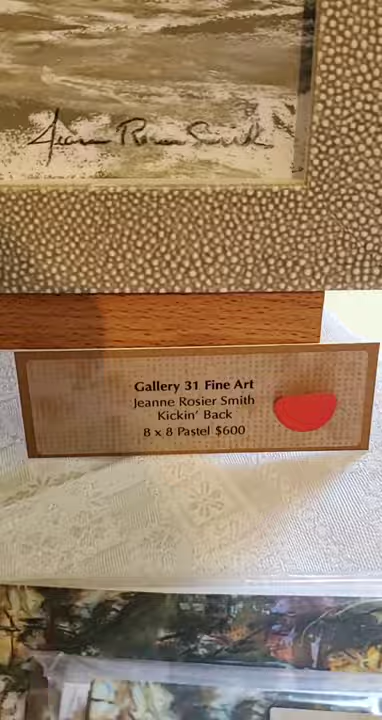 Jeanne Rosier Smith
Gallery 31 Fine Art
Jeanne Rosier Smith
Kickin' Back
8 x 8 Pastel $600